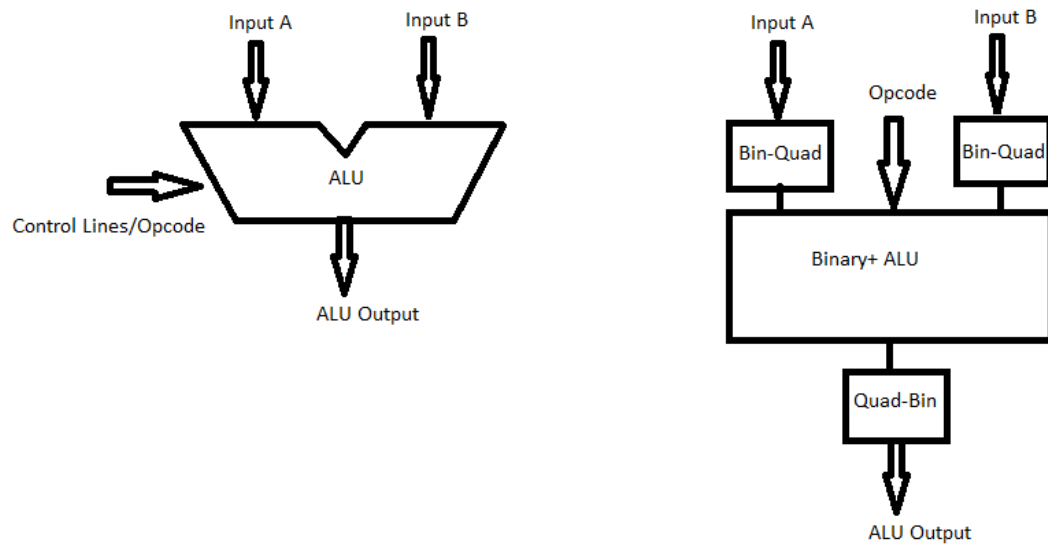 Input A
Input B
ALU
Control Lines/Opcode
ALU Output
Input A
Input B
Opcode
Bin-Quad
Bin-Quad
Binary+ ALU
Quad-Bin
ALU Output